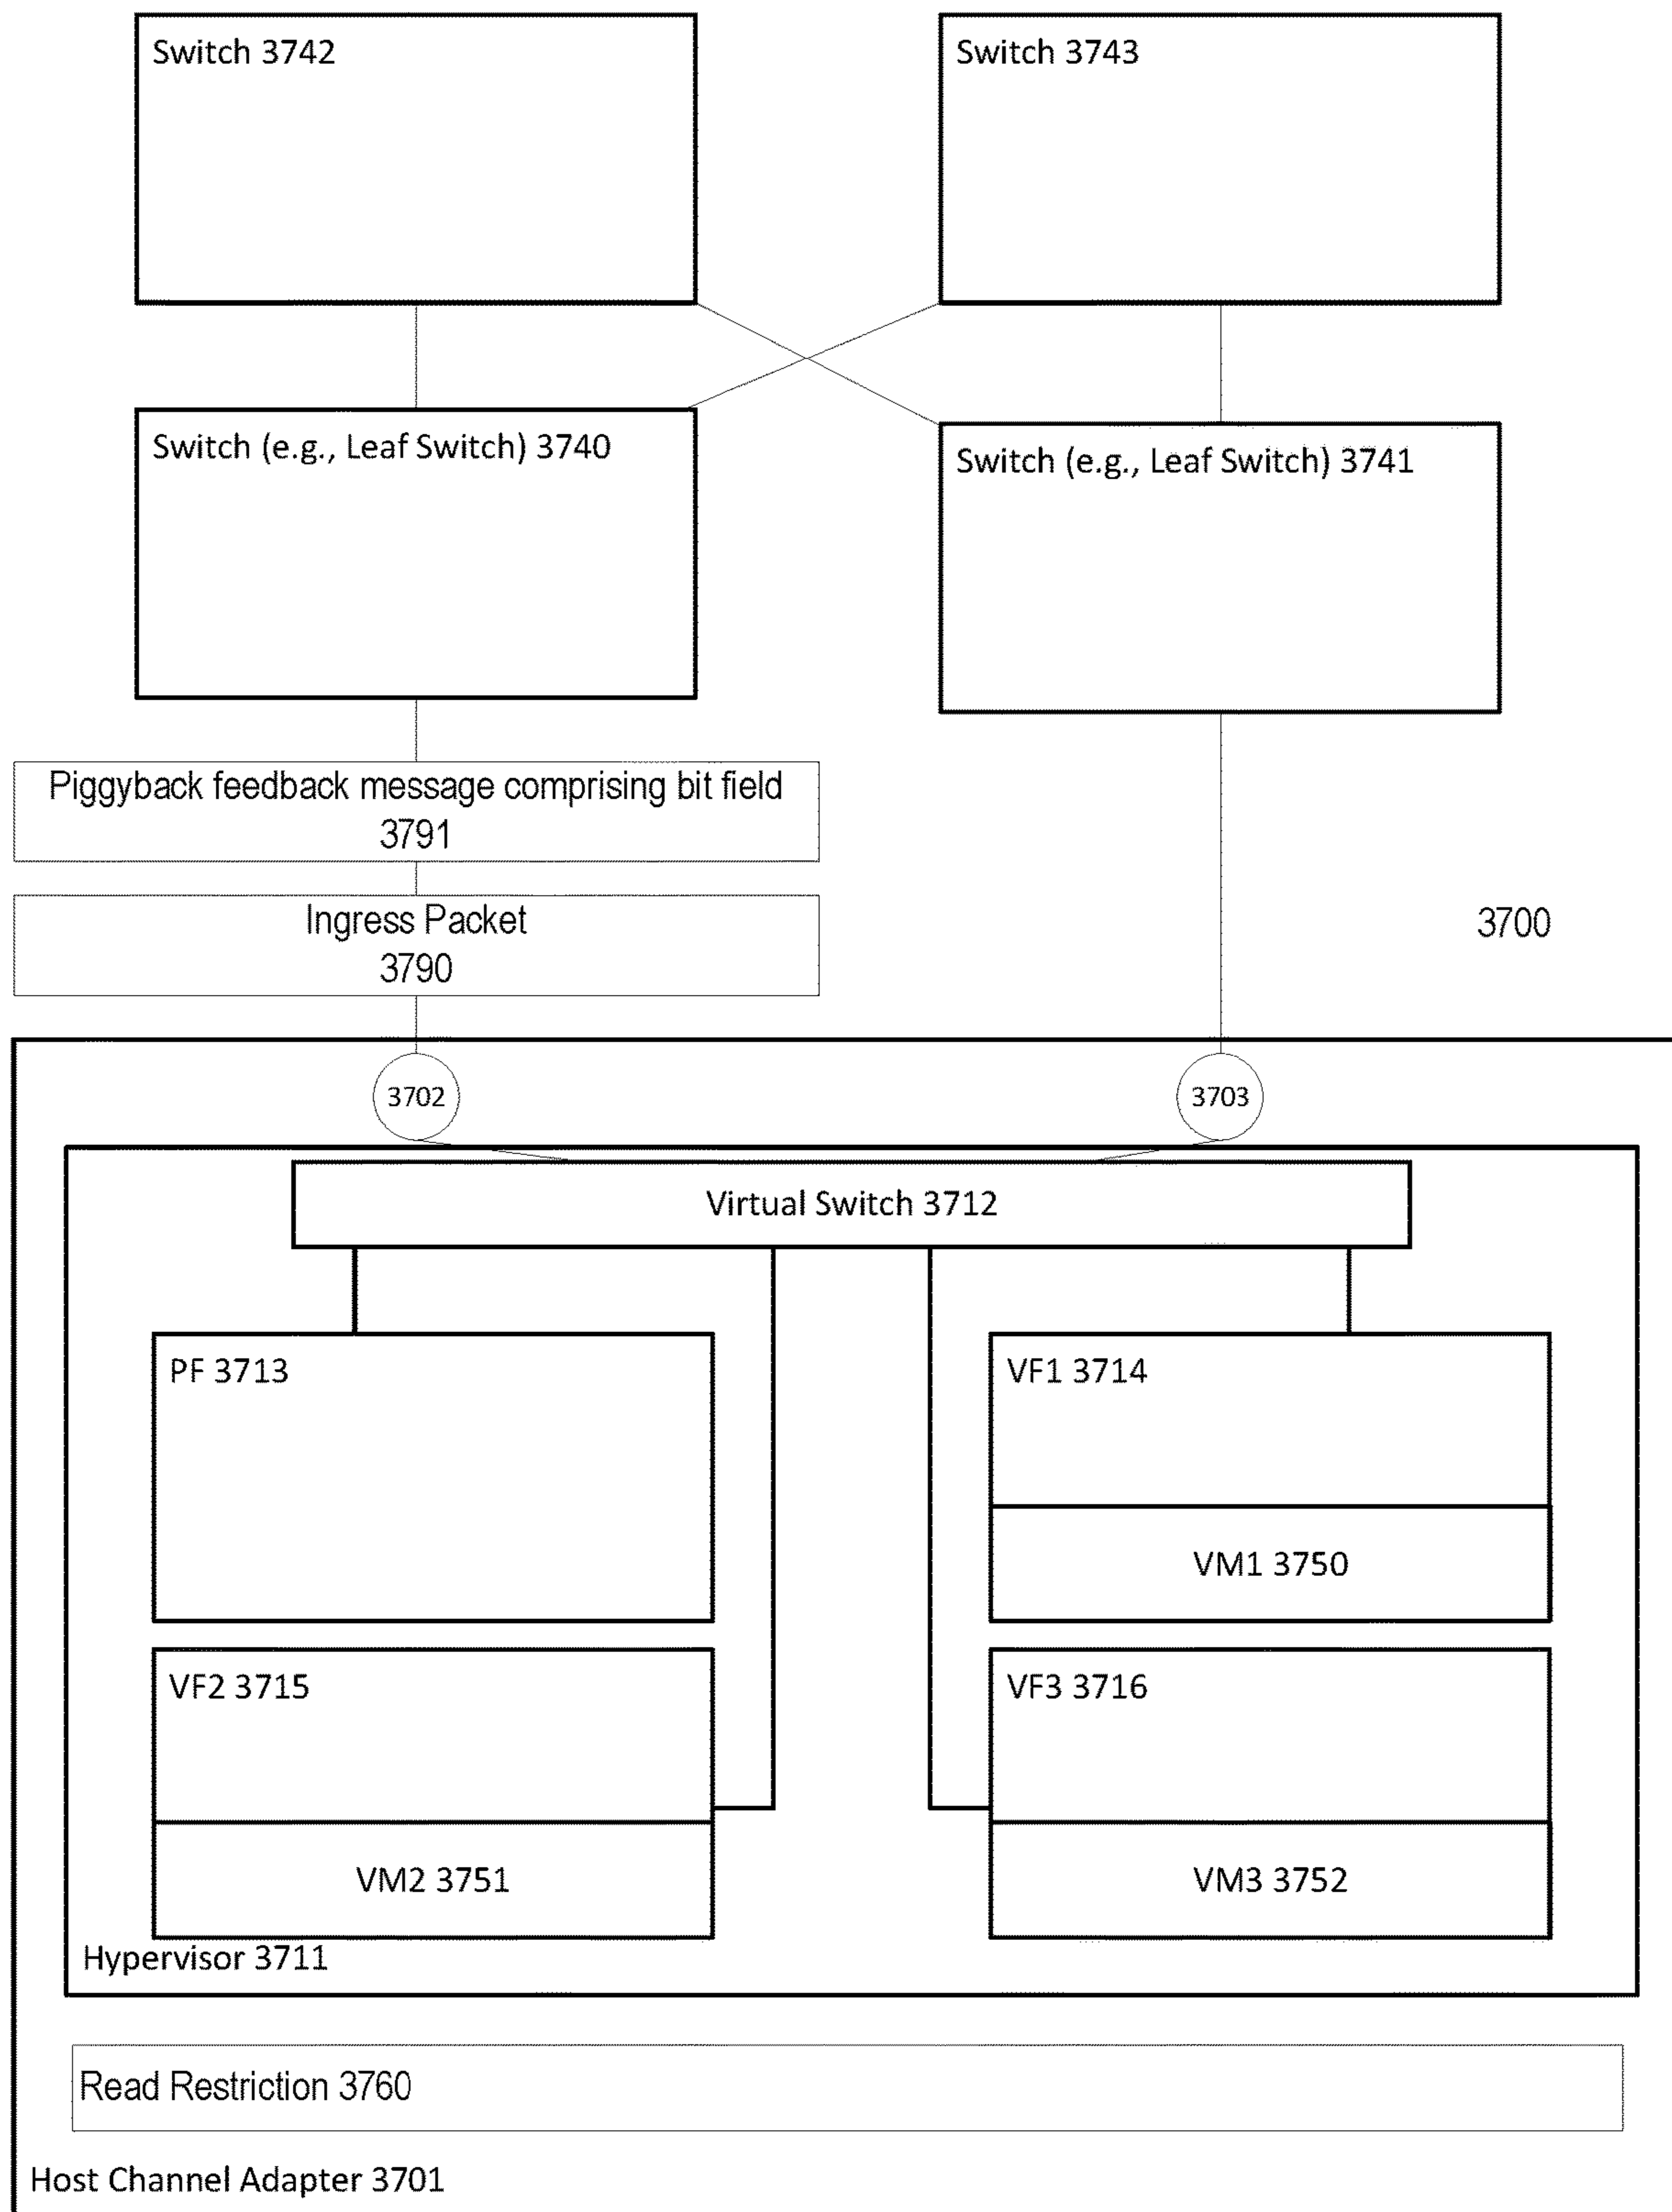 Switch 3742
Switch 3743
Switch (e.g., Leaf Switch) 3740
Switch (e.g., Leaf Switch) 3741
Piggyback feedback message comprising bit field
3791
Ingress Packet
3790
3700
3702
3703
Virtual Switch 3712
PF 3713
VF1 3714
VM1 3750
VF2 3715
VF3 3716
VM2 3751
VM3 3752
Hypervisor 3711
Read Restriction 3760
Host Channel Adapter 3701